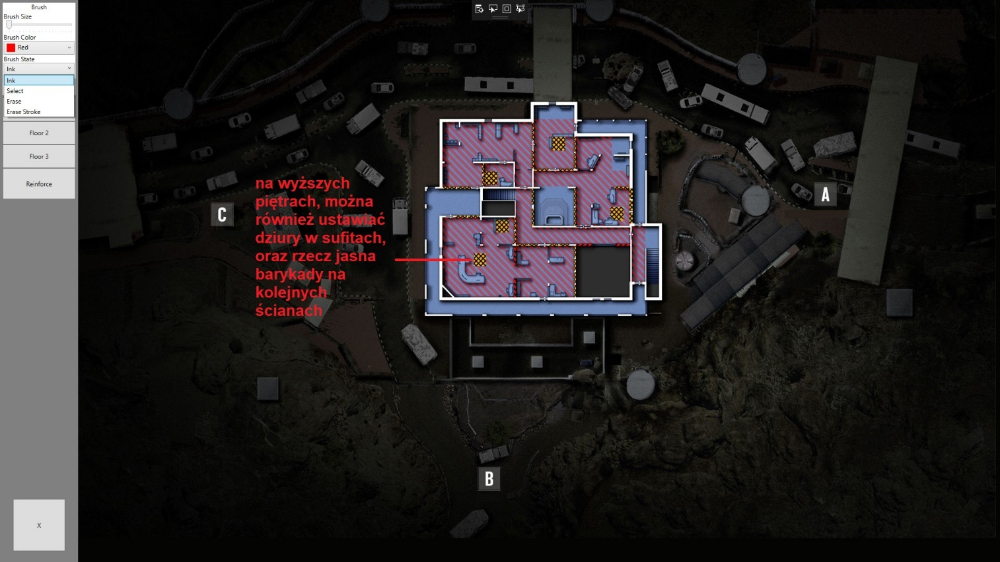 Brush
Brush Size
Brush Color
Red
Brush State
Ink
Ink
Select
Erase
Erase Stroke
Floor 2
Floor 3
Reinforce
X
na wyższych
piętrach, można
również ustawiać
dziury w sufitach,
oraz rzecz jasna
barykady na
kolejnych
ścianach
C
A
B